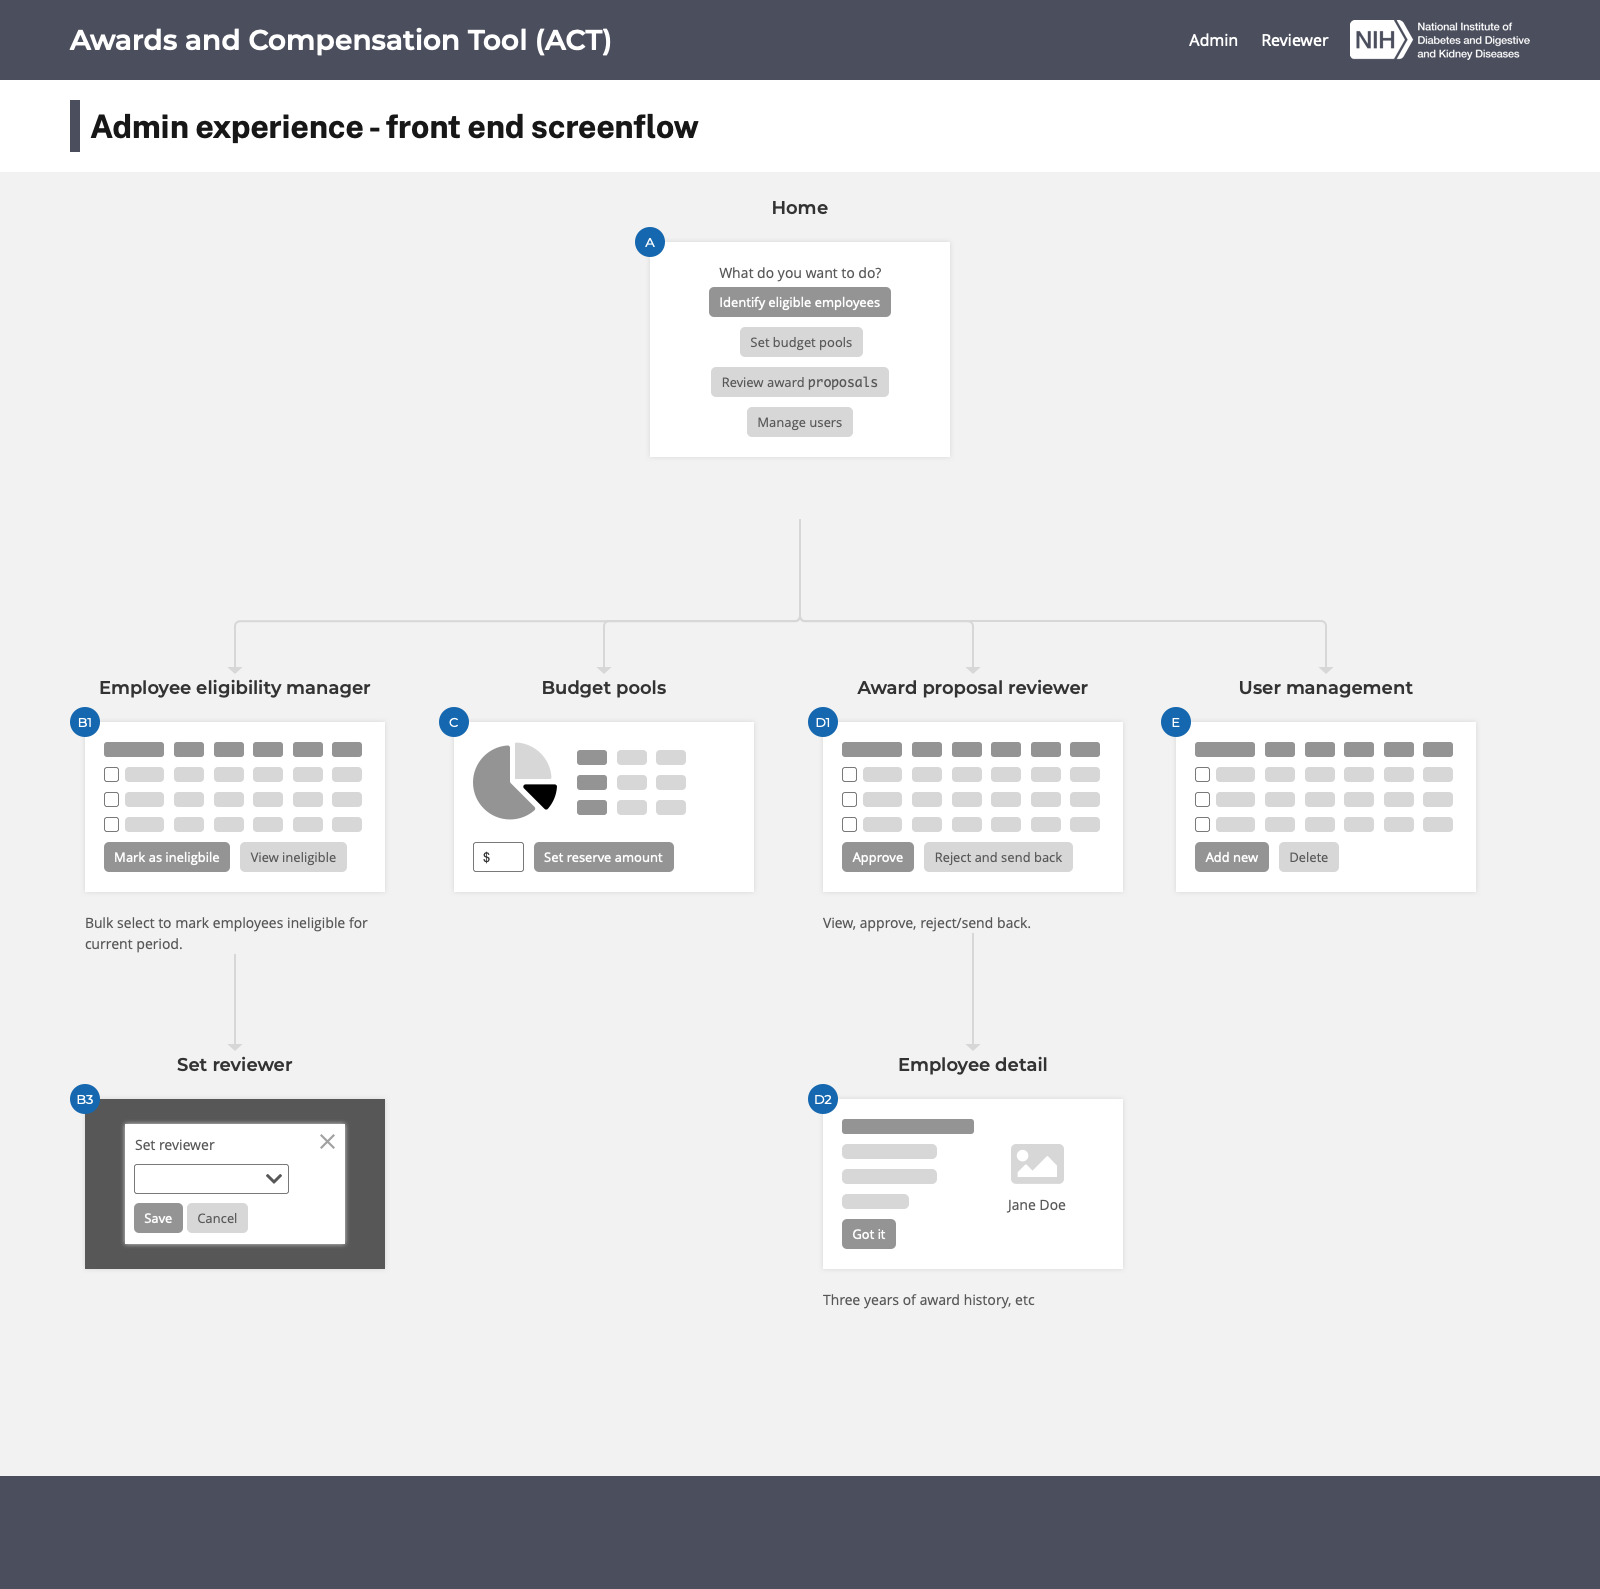 Awards and Compensation Tool (ACT)
Admin
Reviewer
NIH
National Institute of
Diabetes and Digestive
and Kidney Diseases
Admin experience - front end screenflow
Home
A
What do you want to do?
Identify eligible employees
Set budget pools
Review award proposals
Manage users
Employee eligibility manager
Budget pools
Award proposal reviewer
User management
B1
Mark as ineligbile
View ineligible
Bulk select to mark employees ineligible for
current period.
C
$
Set reserve amount
D1
Approve
Reject and send back
View, approve, reject/send back.
E
Add new
Delete
Set reviewer
B3
Set reviewer
Save
Cancel
Employee detail
D2
Jane Doe
Got it
Three years of award history, etc